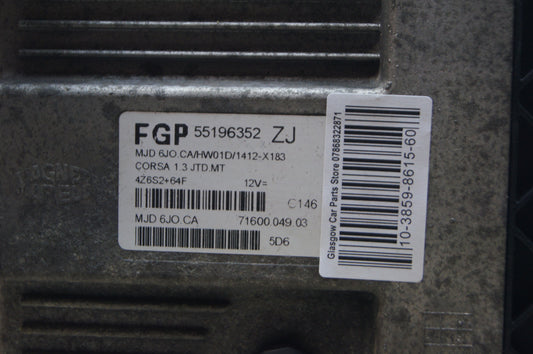 FGP 55196352 ZJ
MJD 6JO.CA/HW01D/1412-X183
CORSA 1.3 JTD.MT
4Z6S2+64F 12V=
C146
MJD 6JO CA 71600.049.03
5D6
Glasgow Car Parts Store 07868322871
10-3859-8615-60